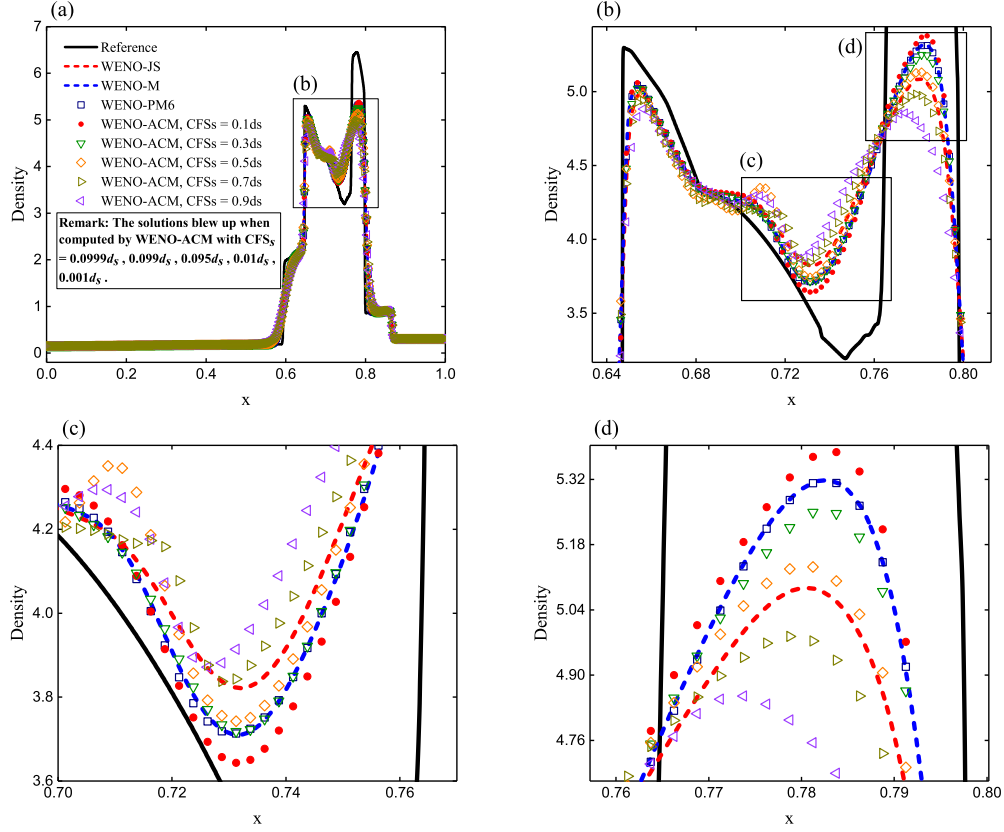 (a)
7
6
5
4
3
2
1
0
Density
0.0 0.2 0.4 0.6 0.8 1.0
x
Reference
WENO-JS
WENO-M
WENO-PM6
WENO-ACM, CFSs = 0.1ds
WENO-ACM, CFSs = 0.3ds
WENO-ACM, CFSs = 0.5ds
WENO-ACM, CFSs = 0.7ds
WENO-ACM, CFSs = 0.9ds
Remark: The solutions blew up when
computed by WENO-ACM with CFSs
= 0.0999ds , 0.099ds , 0.095ds , 0.01ds ,
0.001ds .
(b)
(b)
5.0
4.5
4.0
3.5
Density
0.64 0.68 0.72 0.76 0.80
x
(c)
(d)
(c)
4.4
4.2
4.0
3.8
3.6
Density
0.70 0.72 0.74 0.76
x
(d)
5.32
5.18
5.04
4.90
4.76
Density
0.76 0.77 0.78 0.79 0.80
x